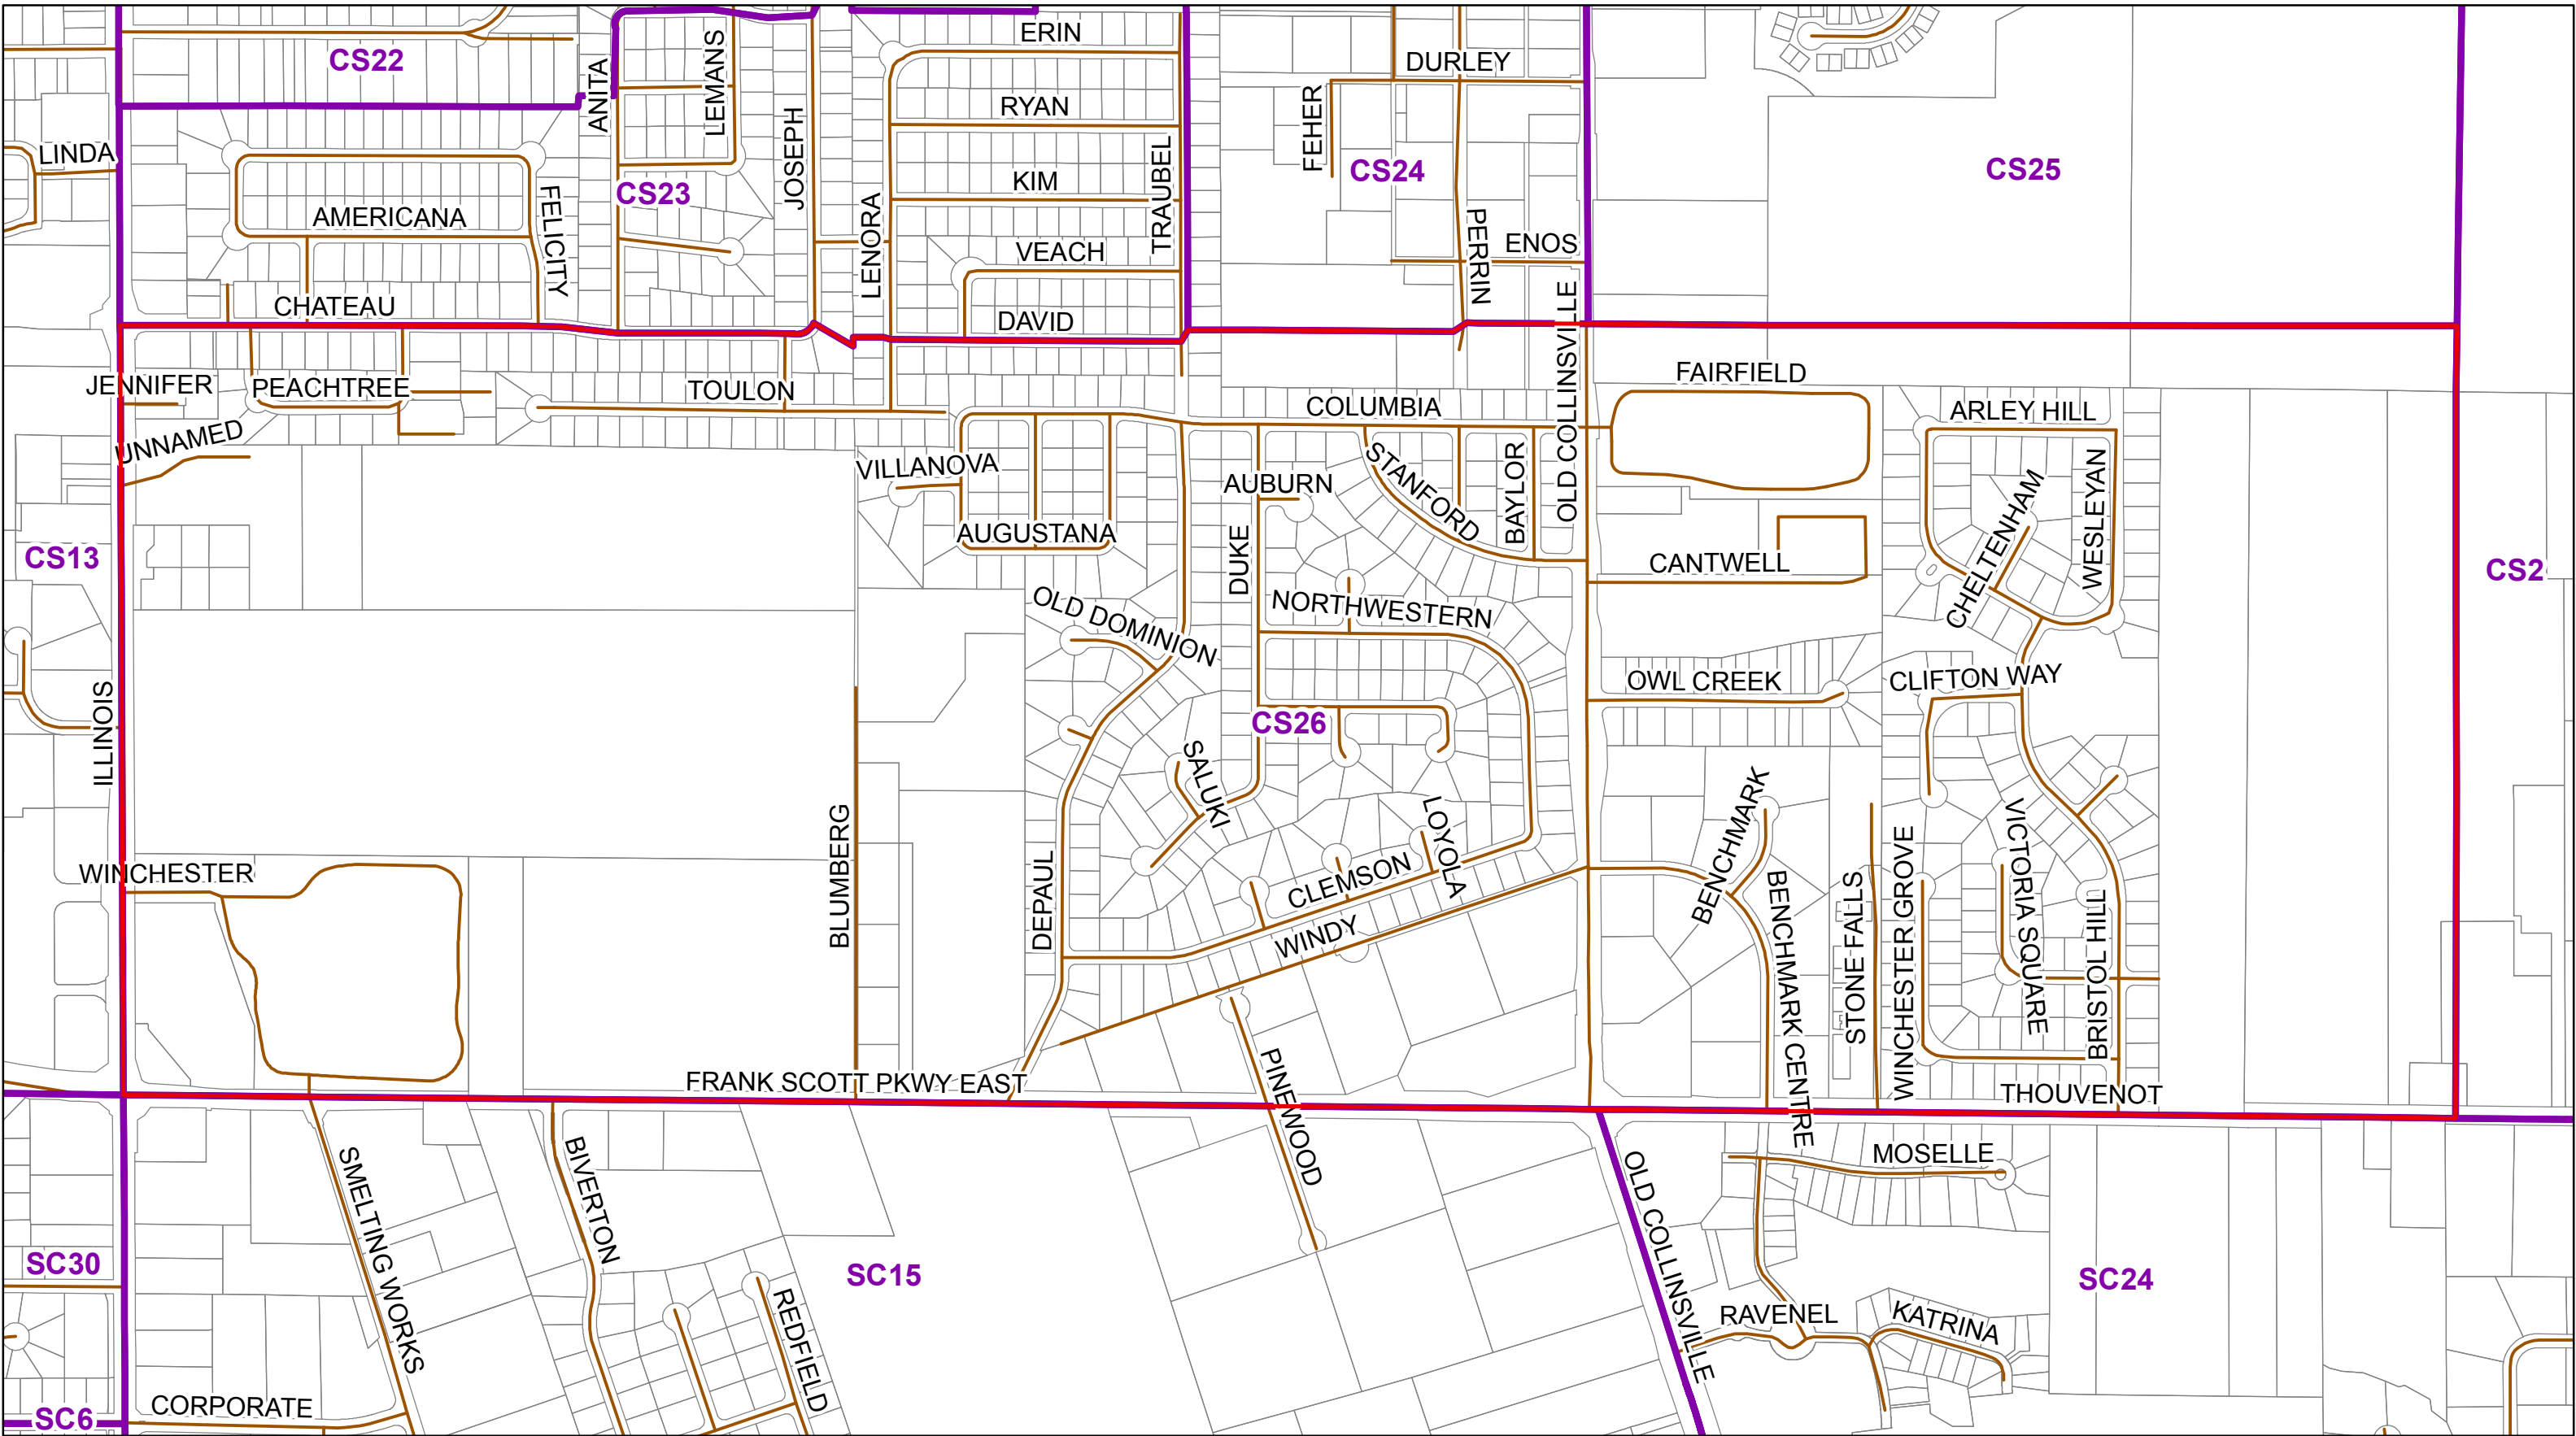 ERIN
LEMANS
CS22
DURLEY
ANITA
RYAN
FEHER
JOSEPH
LINDA
TRAUBEL
CS24
CS25
KIM
CS23
AMERICANA
FELICITY
LENORA
PERRIN
ENOS
VEACH
CHATEAU
DAVID
OLD COLLINSVILLE
FAIRFIELD
JENNIFER
PEACHTREE
TOULON
COLUMBIA
ARLEY HILL
UNNAMED
VILLANOVA
AUBURN
STANFORD
BAYLOR
CHELTENHAM
WESLEYAN
AUGUSTANA
DUKE
CS13
CANTWELL
CS2
OLD DOMINION
NORTHWESTERN
OWL CREEK
CLIFTON WAY
ILLINOIS
CS26
SALUKI
BENCHMARK
LOYOLA
VICTORIA SQUARE
WINCHESTER
BLUMBERG
DEPAUL
CLEMSON
WINDY
BENCHMARK CENTRE
STONE FALLS
WINCHESTER GROVE
BRISTOL HILL
FRANK SCOTT PKWY EAST
PINEWOOD
THOUVENOT
SMELTING WORKS
BIVERTON
MOSELLE
OLD COLLINSVILLE
SC30
SC15
SC24
REDFIELD
RAVENEL
KATRINA
CORPORATE
SC6